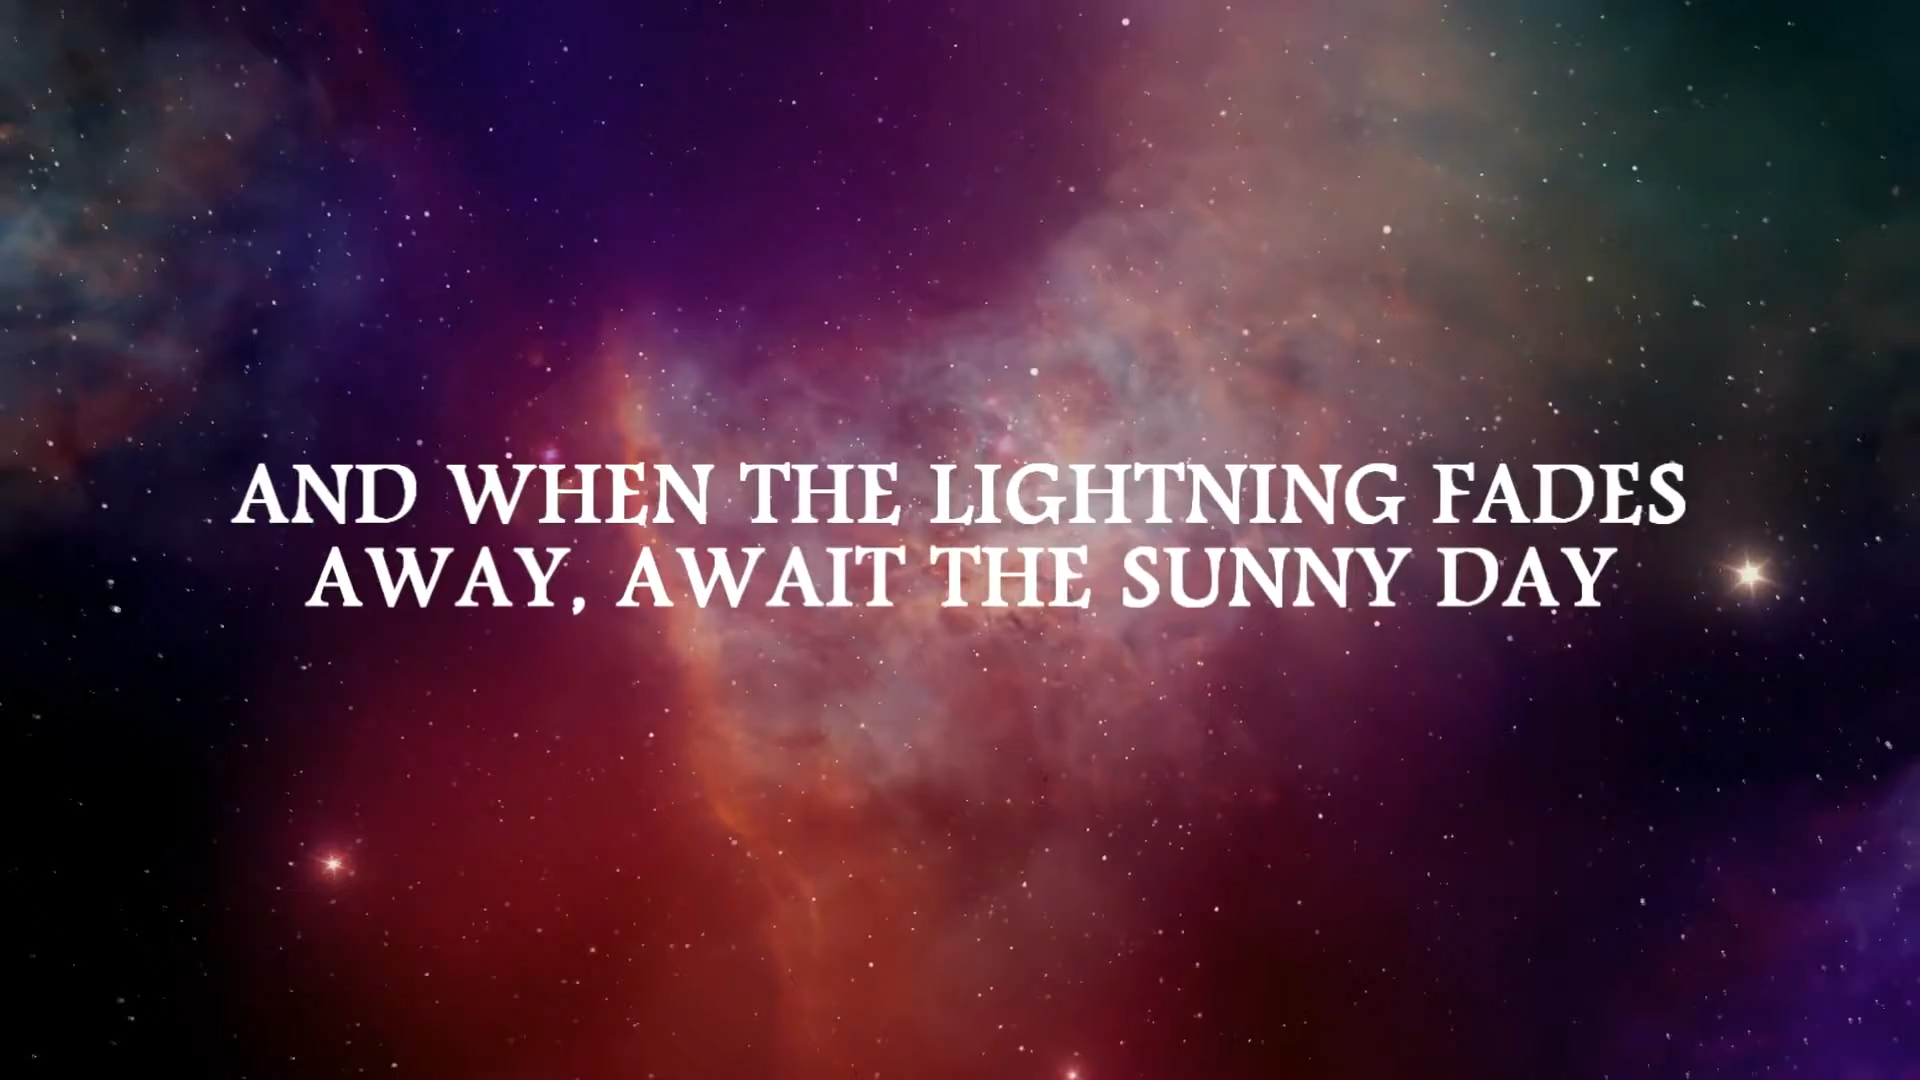 AND WHEN THE LIGHTNING FADES
AWAY, AWAIT THE SUNNY DAY